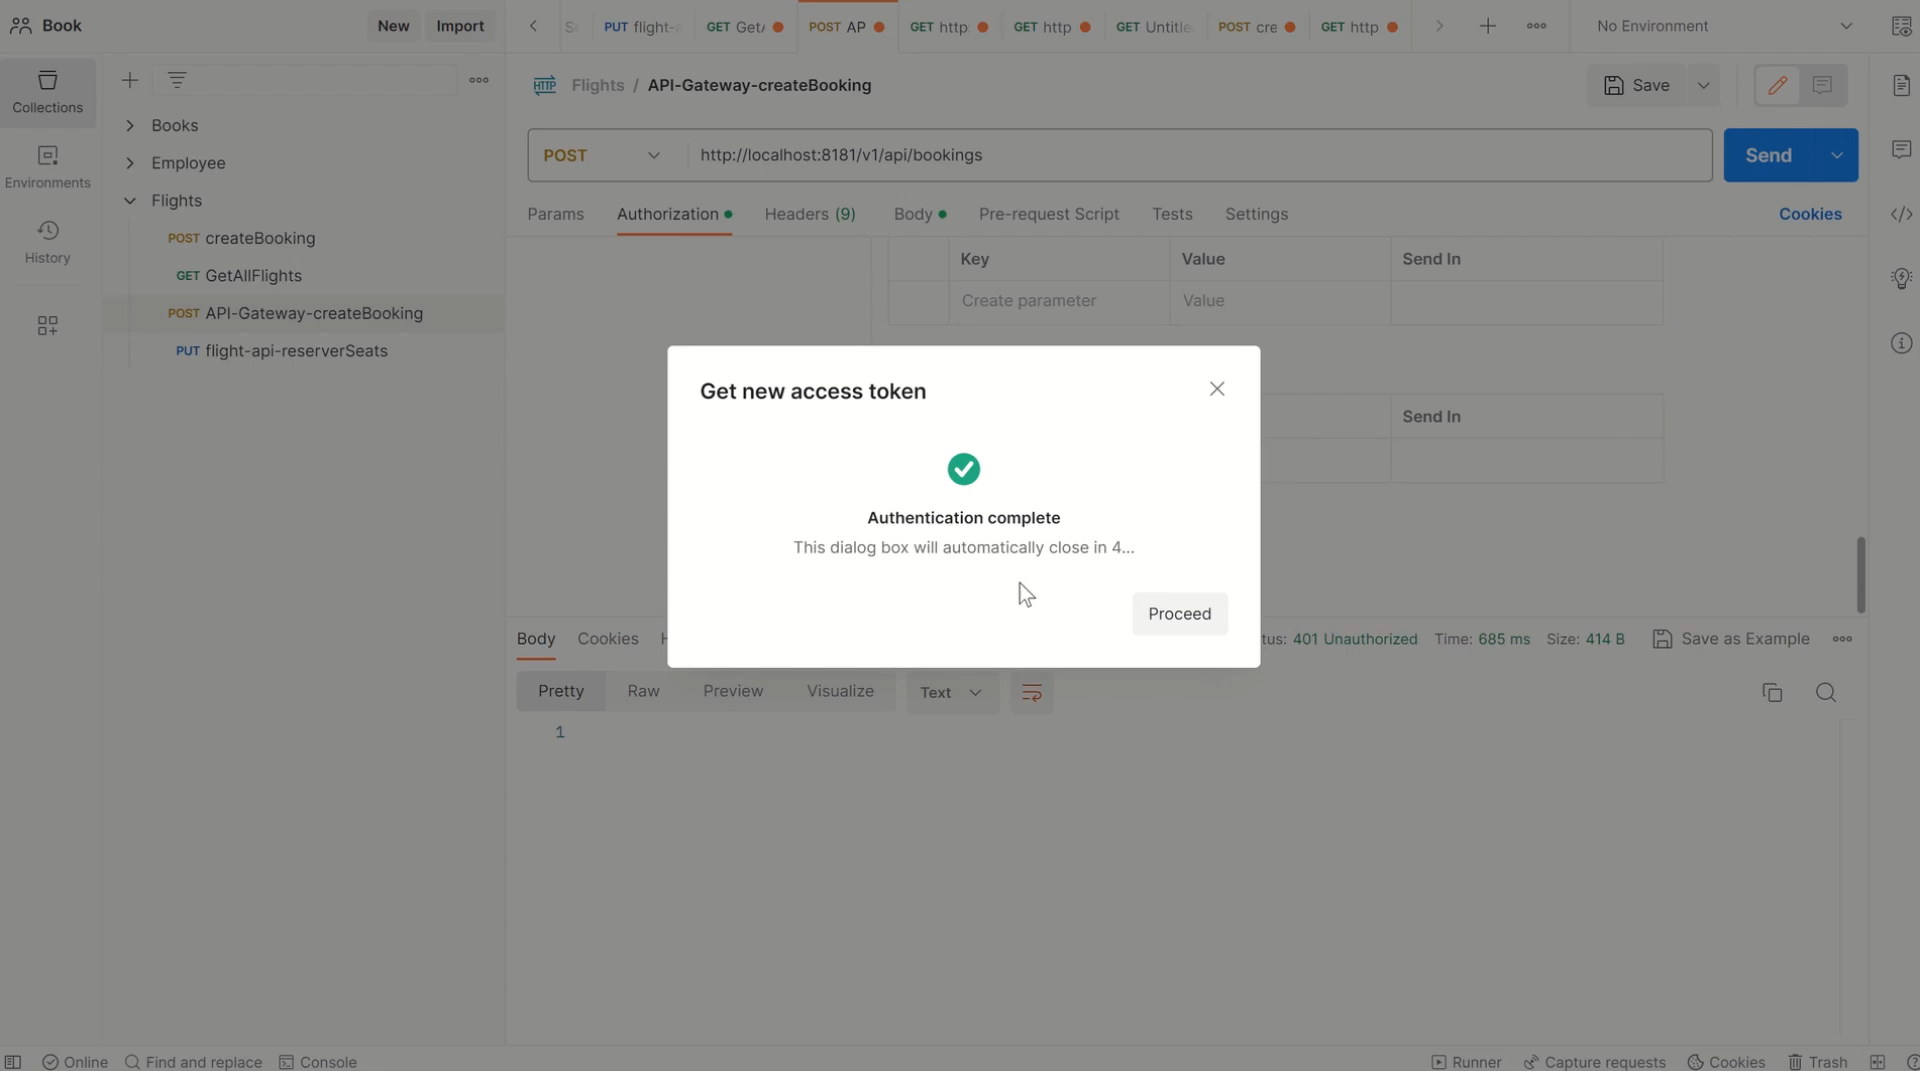 Book
New
Import
PUT flight-a
GET GetA
POST AP
GET http
GET http
GET Untitle
POST cre
GET http
No Environment
Collections
Environments
History
Books
Employee
Flights
POST createBooking
GET GetAllFlights
POST API-Gateway-createBooking
PUT flight-api-reserverSeats
HTTP Flights / API-Gateway-createBooking
Save
POST
http://localhost:8181/v1/api/bookings
Send
Params
Authorization
Headers (9)
Body
Pre-request Script
Tests
Settings
Cookies
Key
Value
Send In
Create parameter
Value
Send In
Get new access token
Authentication complete
This dialog box will automatically close in 4...
Proceed
Body
Cookies
H
tus: 401 Unauthorized
Time: 685 ms
Size: 414 B
Save as Example
Pretty
Raw
Preview
Visualize
Text
1
Online
Find and replace
Console
Runner
Capture requests
Cookies
Trash